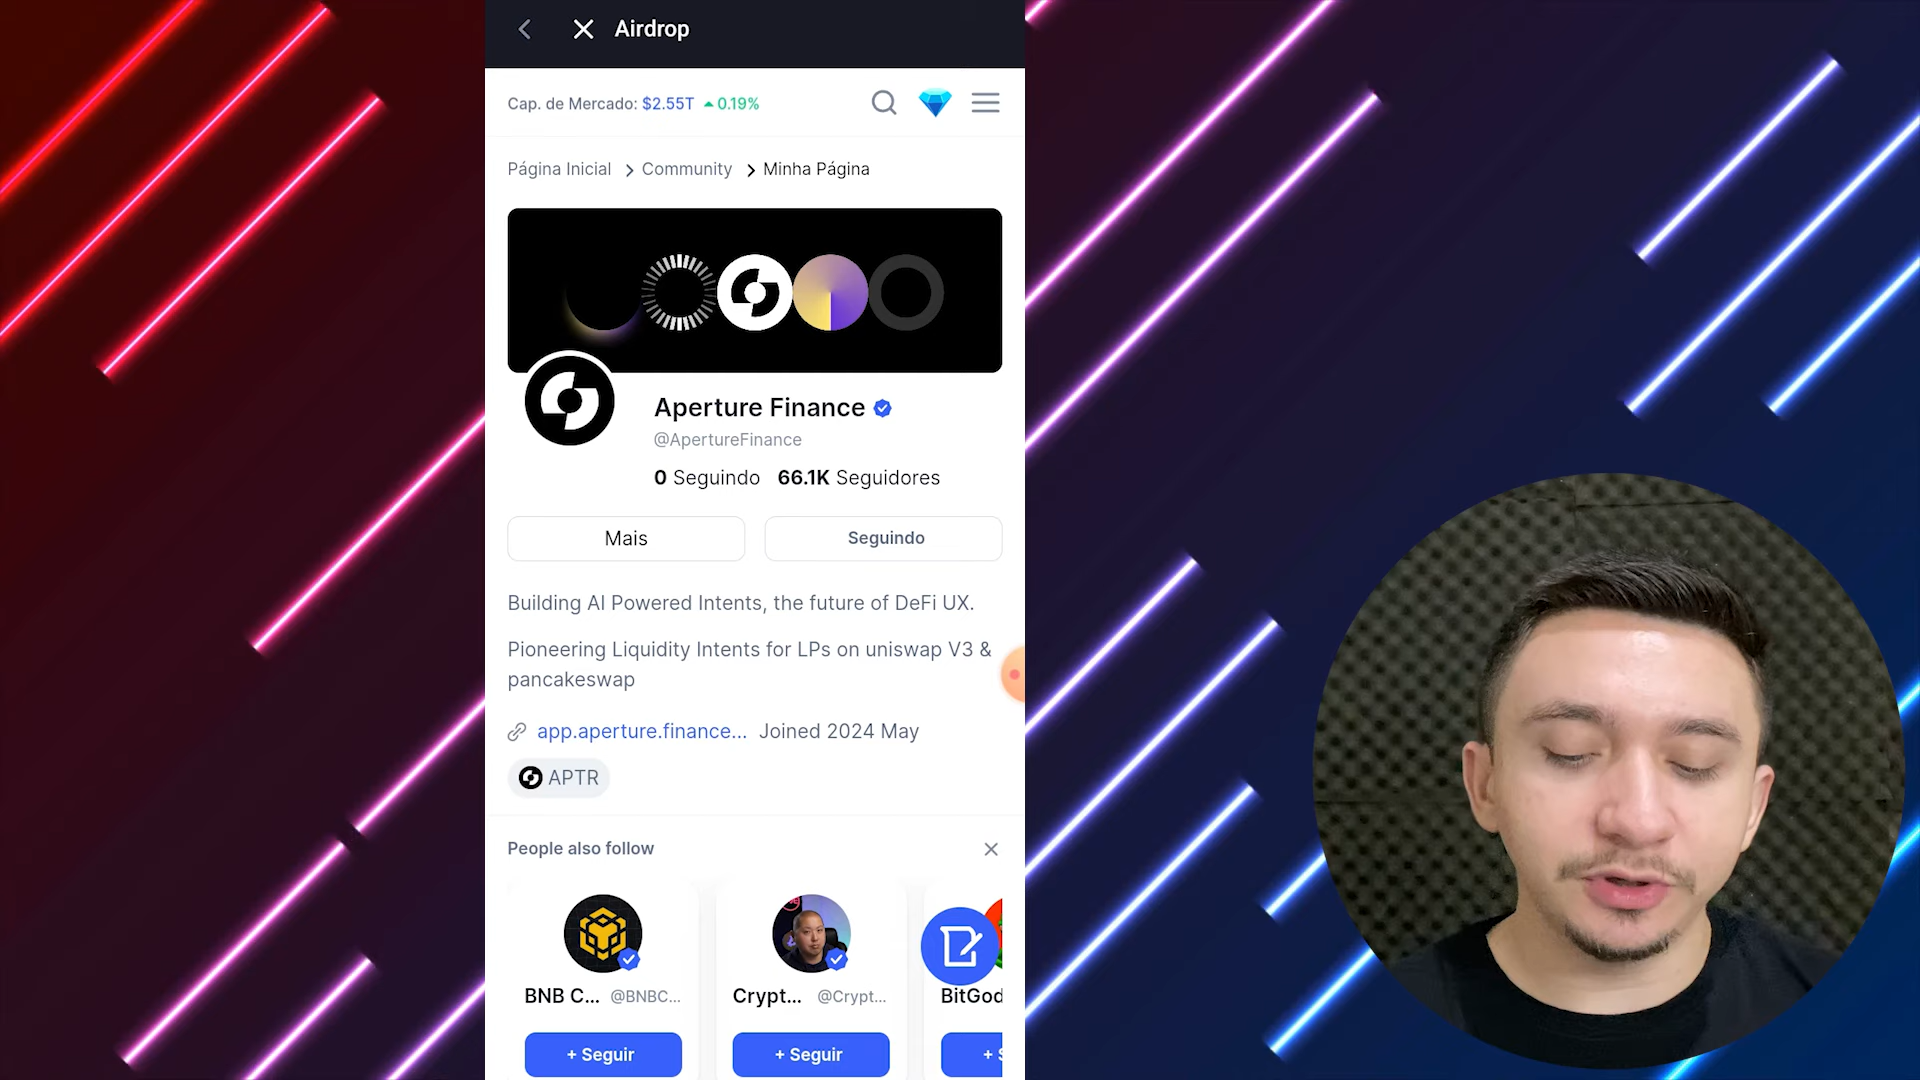 Airdrop
Cap. de Mercado: $2.55T 0.19%
Página Inicial Community Minha Página
Aperture Finance
@ApertureFinance
0 Seguindo 66.1K Seguidores
Mais Seguindo
Building AI Powered Intents, the future of DeFi UX.
Pioneering Liquidity Intents for LPs on uniswap V3 &
pancakeswap
app.aperture.finance... Joined 2024 May
APTR
People also follow
BNB C... @BNBC... Crypt... @Crypt... BitGod
+ Seguir + Seguir + S